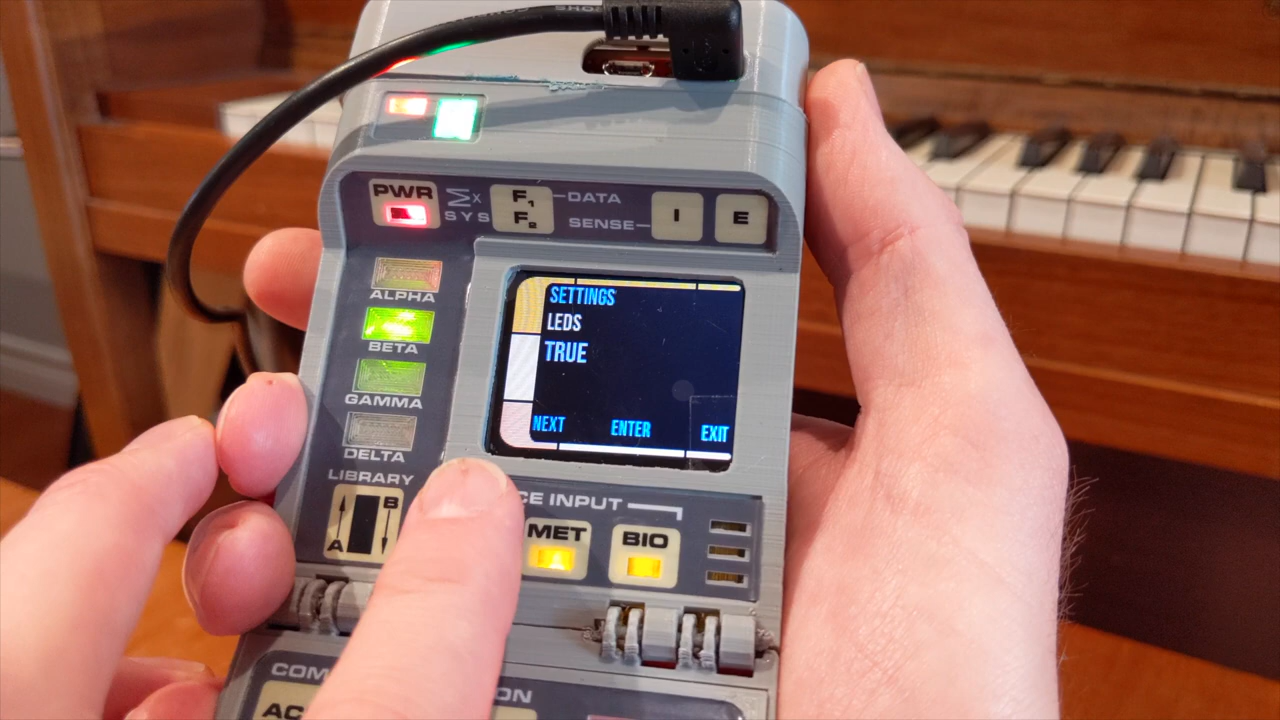 PWR
SYS
F₁
F₂
DATA
SENSE
I
E
ALPHA
BETA
GAMMA
DELTA
SETTINGS
LEDS
TRUE
NEXT ENTER EXIT
LIBRARY
A B
INPUT
MET
BIO